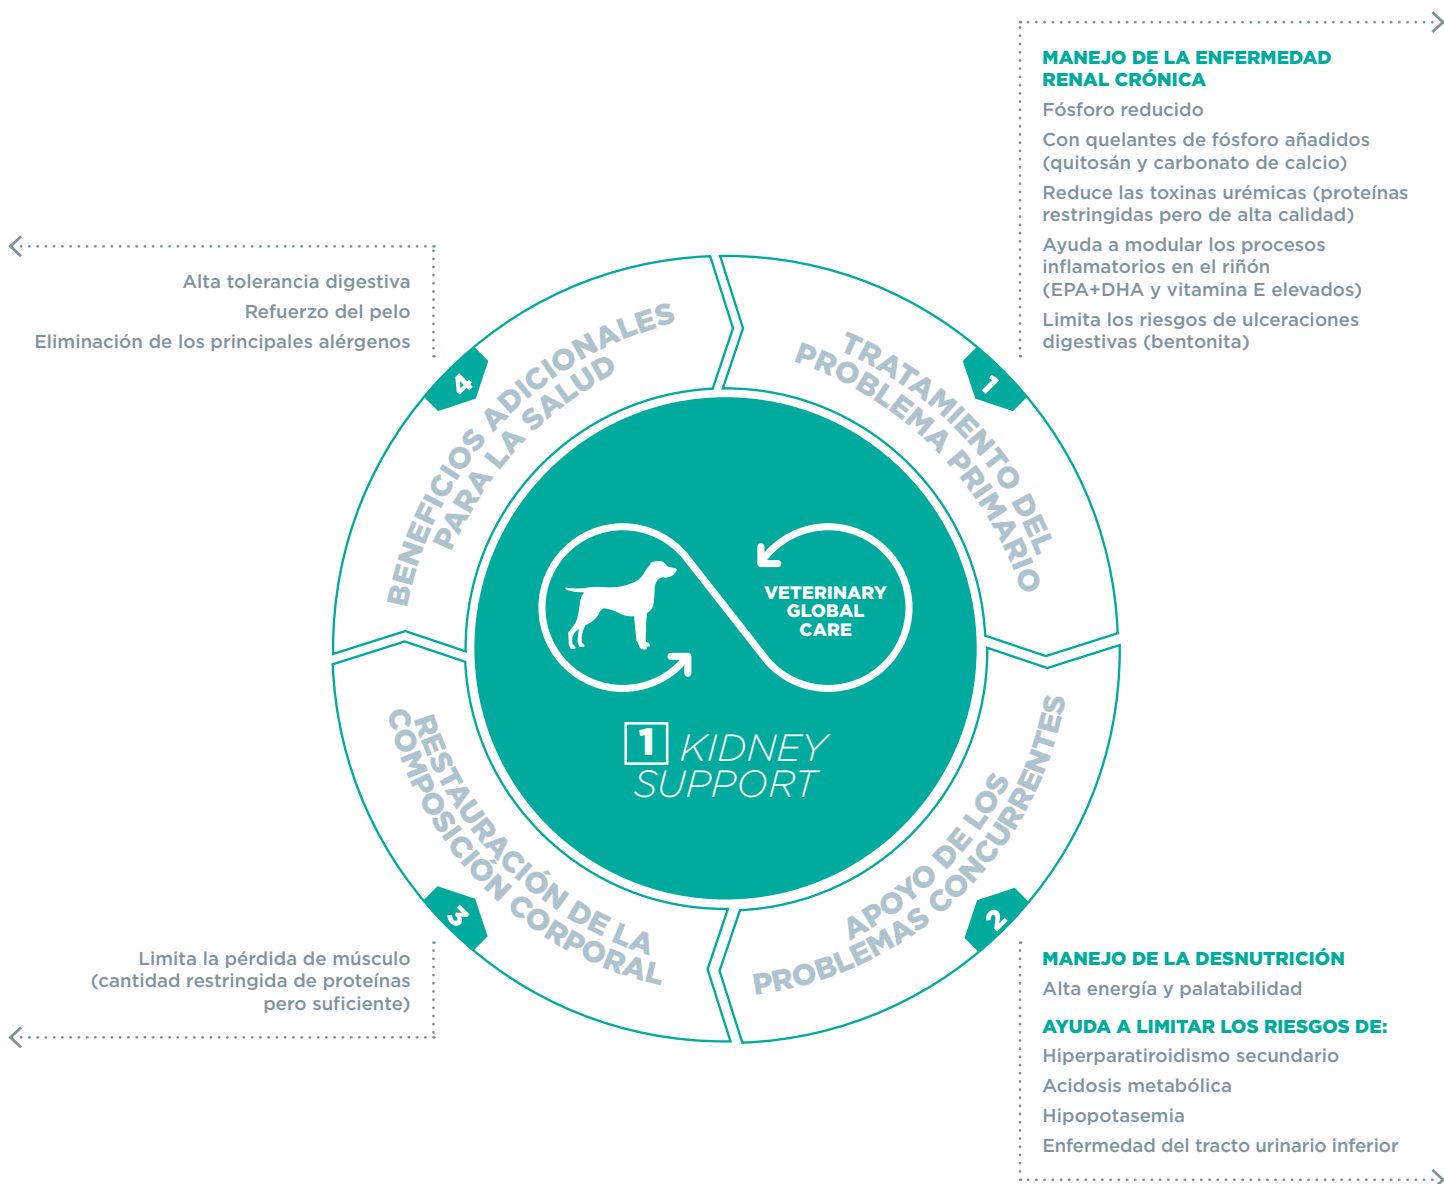 MANEJO DE LA ENFERMEDAD
RENAL CRÓNICA
Fósforo reducido
Con quelantes de fósforo añadidos
(quitosán y carbonato de calcio)
Reduce las toxinas urémicas (proteínas
restringidas pero de alta calidad)
Ayuda a modular los procesos
inflamatorios en el riñón
(EPA+DHA y vitamina E elevados)
Limita los riesgos de ulceraciones
digestivas (bentonita)
1
TRATAMIENTO DEL
PROBLEMA PRIMARIO
2
APOYO DE LOS
PROBLEMAS CONCURRENTES
MANEJO DE LA DESNUTRICIÓN
Alta energía y palatabilidad
AYUDA A LIMITAR LOS RIESGOS DE:
Hiperparatiroidismo secundario
Acidosis metabólica
Hipopotasemia
Enfermedad del tracto urinario inferior
3
RESTAURACIÓN DE LA
COMPOSICIÓN CORPORAL
Limita la pérdida de músculo
(cantidad restringida de proteínas
pero suficiente)
4
BENEFICIOS ADICIONALES
PARA LA SALUD
Alta tolerancia digestiva
Refuerzo del pelo
Eliminación de los principales alérgenos
VETERINARY
GLOBAL
CARE
1 KIDNEY
SUPPORT